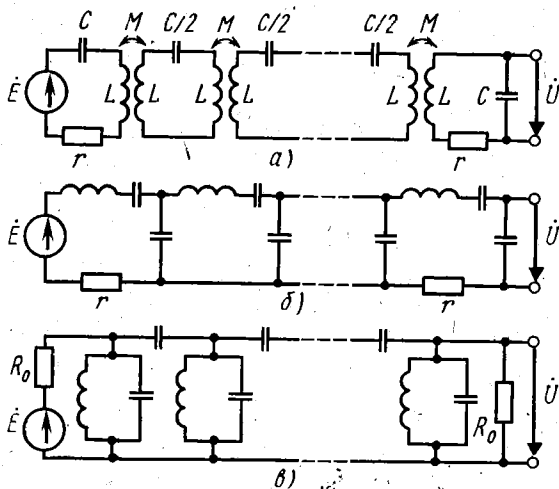 C M C/2 M C/2 C/2 M
Ė L L L L L L C U̇
r r
а)
Ė U̇
r r
б)
R₀ Ė R₀ U̇
в)